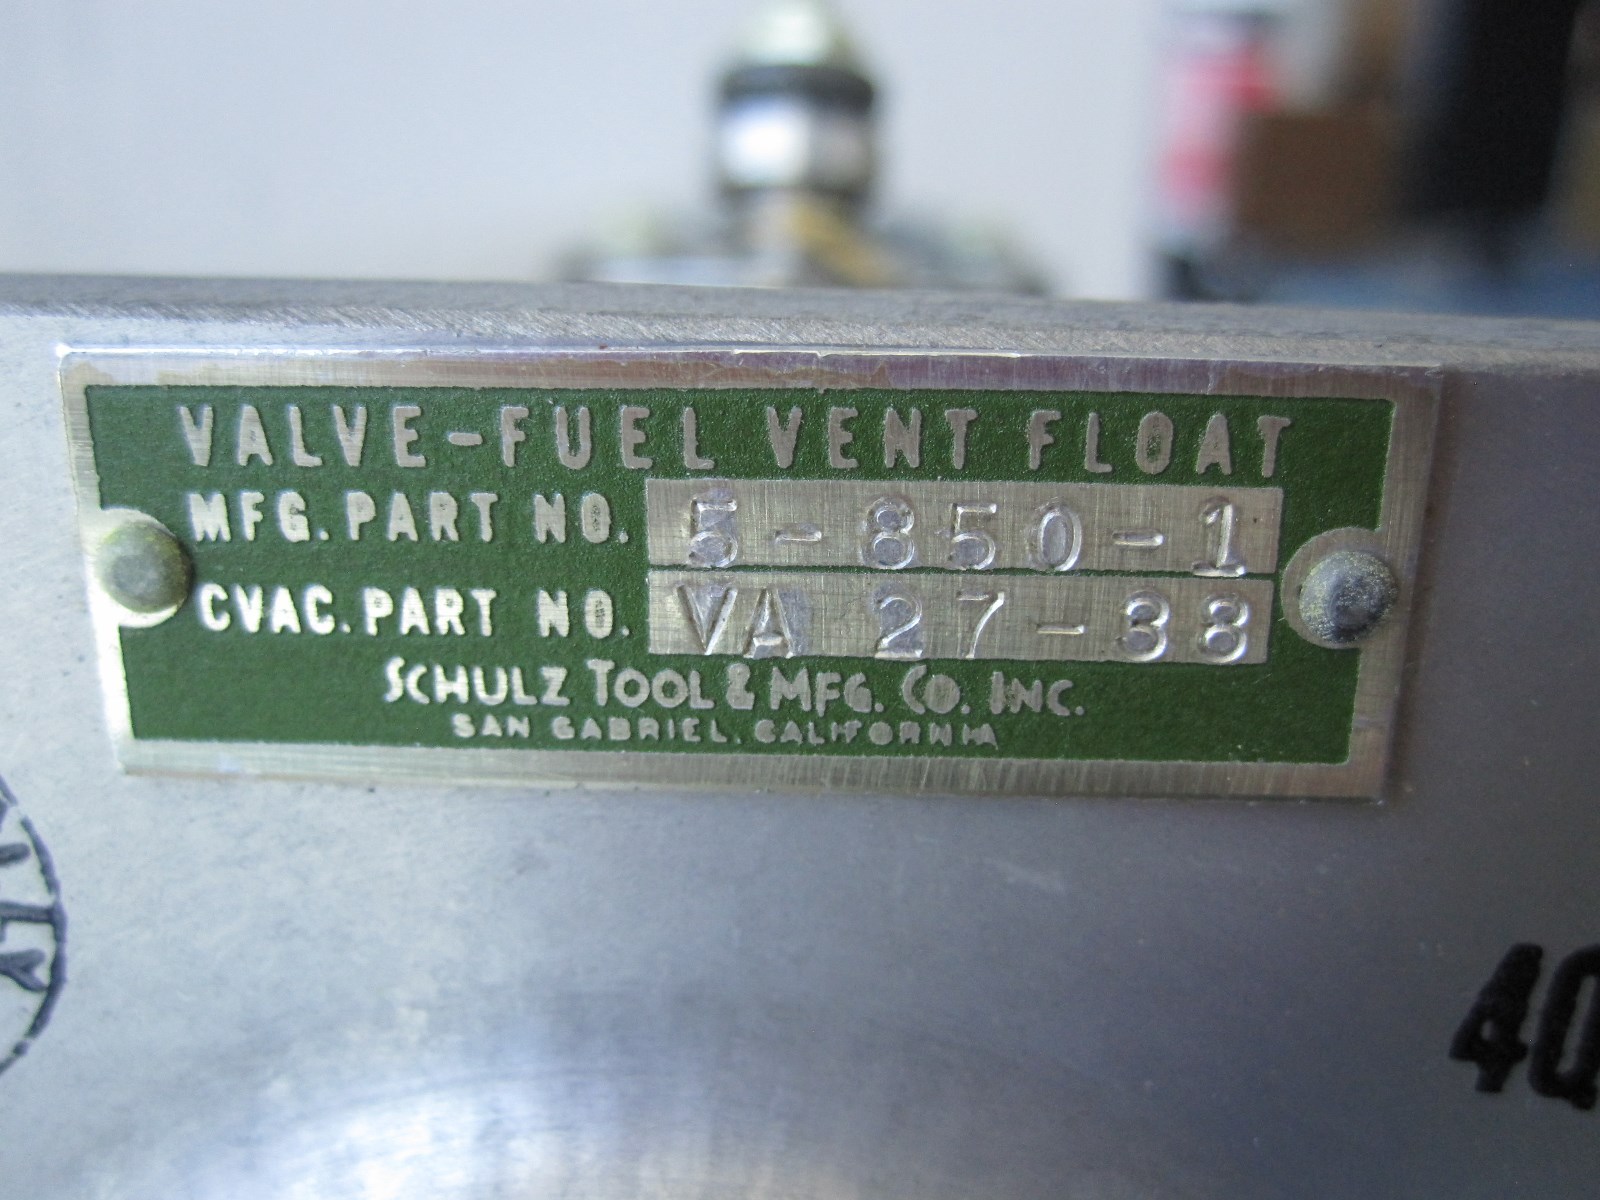 VALVE-FUEL VENT FLOAT
MFG. PART NO. 5-850-1
CVAC. PART NO. VA 27-38
SCHULZ TOOL & MFG. CO. INC.
SAN GABRIEL, CALIFORNIA